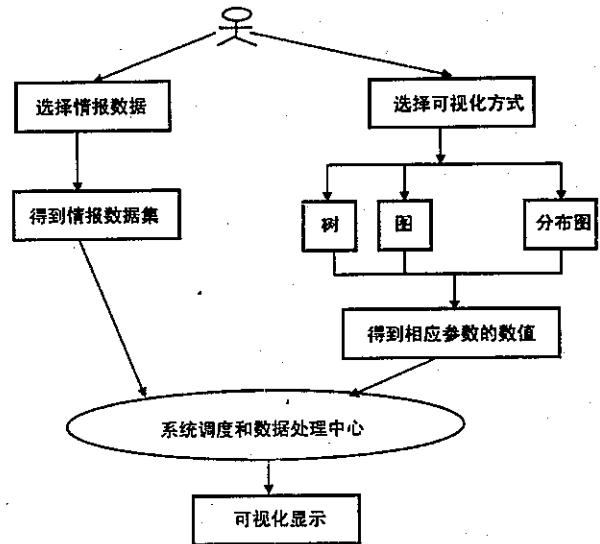 选择情报数据
选择可视化方式
得到情报数据集
树
图
分布图
得到相应参数的数值
系统调度和数据处理中心
可视化显示